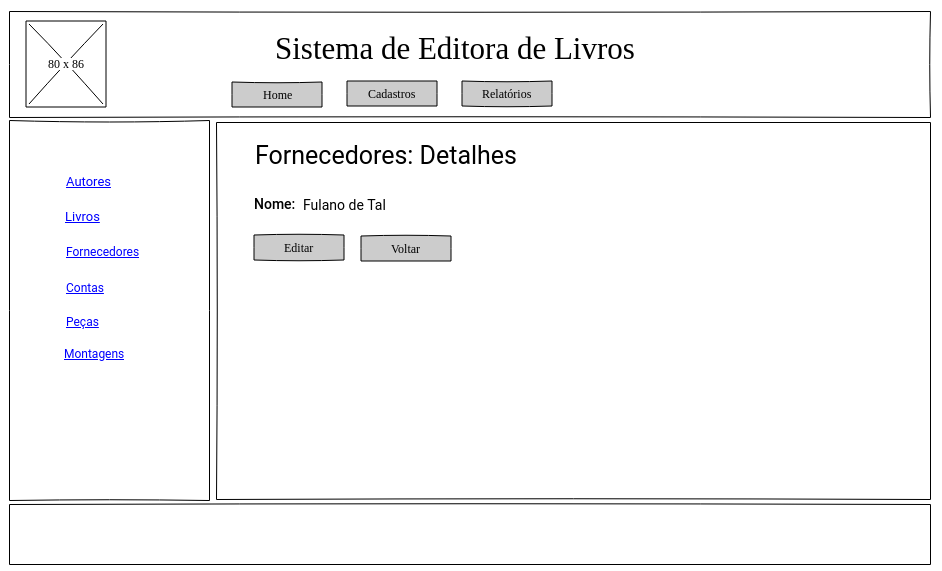 Sistema de Editora de Livros
80 x 86
Home Cadastros Relatórios
Autores
Livros
Fornecedores
Contas
Peças
Montagens
Fornecedores: Detalhes
Nome: Fulano de Tal
Editar Voltar